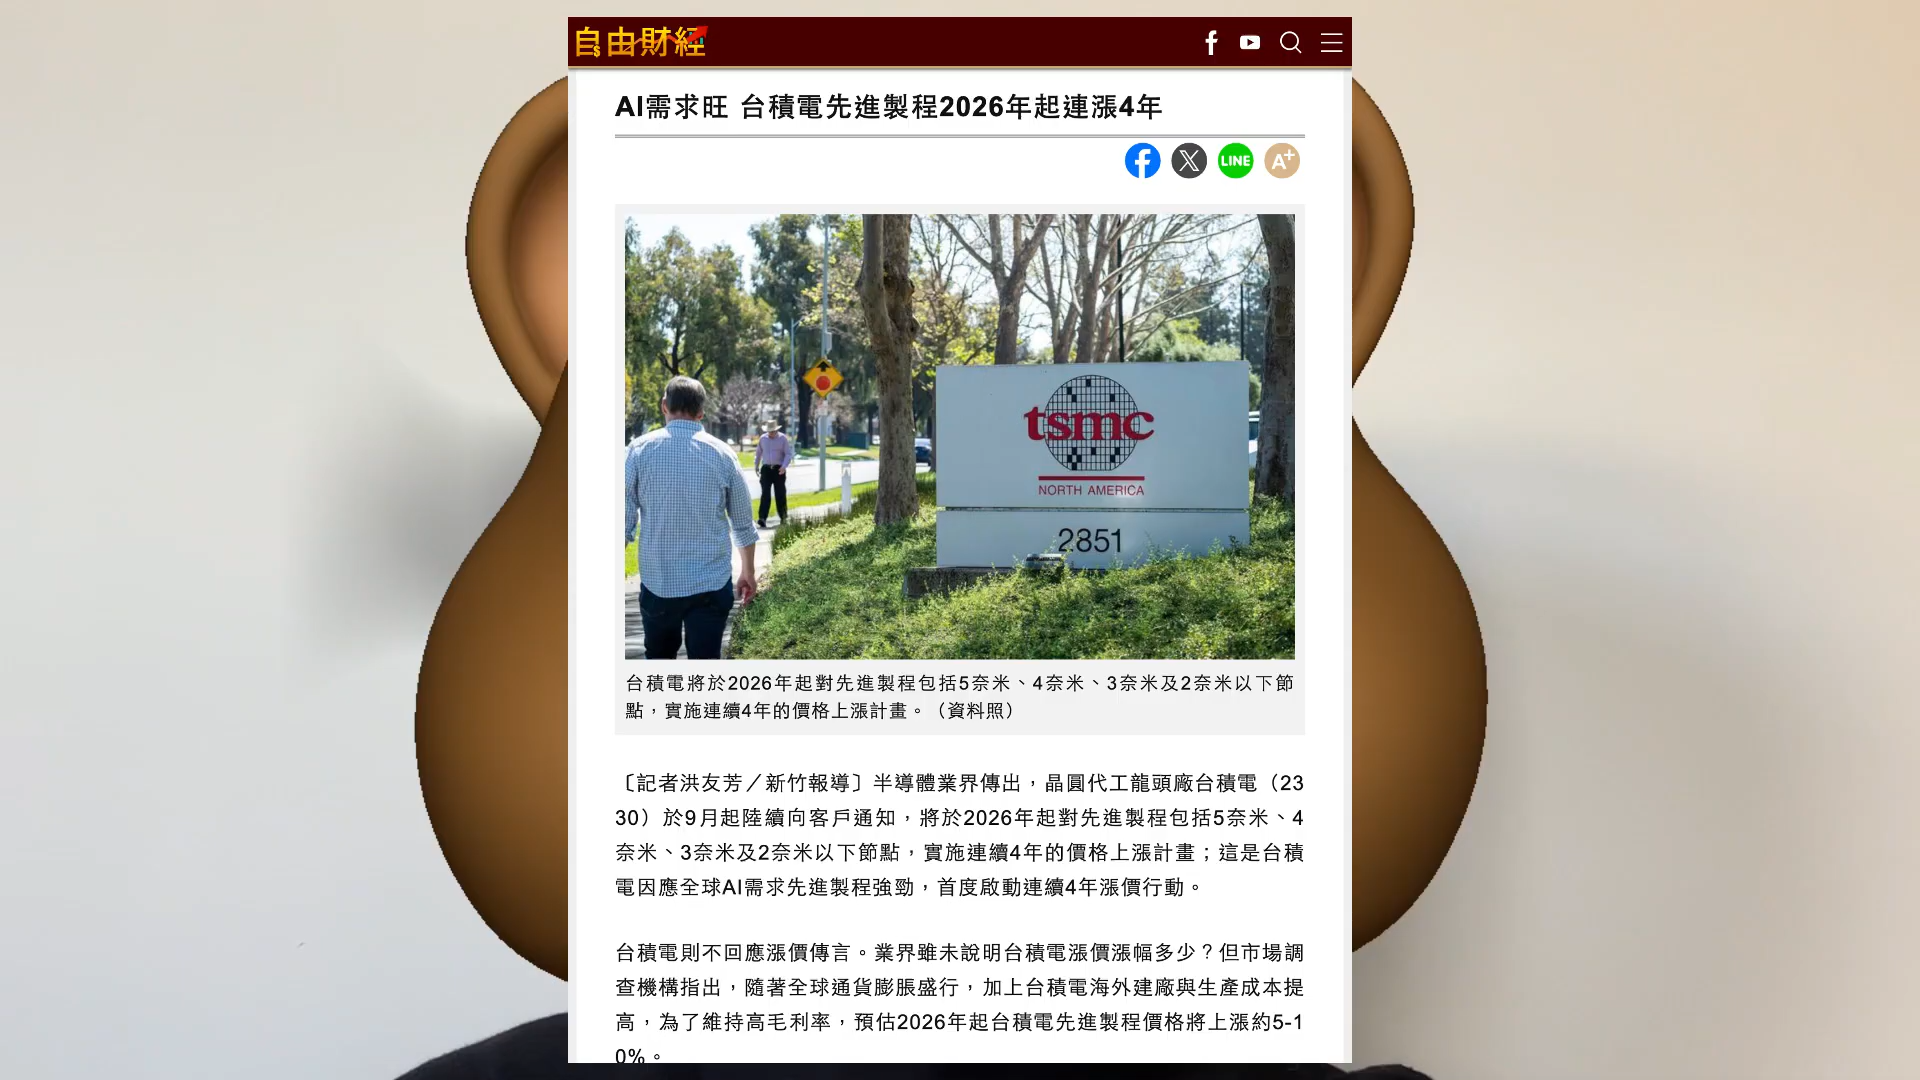 自由財經
AI需求旺 台積電先進製程2026年起連漲4年
LINE
A+
tsmc
NORTH AMERICA
2851
台積電將於2026年起對先進製程包括5奈米、4奈米、3奈米及2奈米以下節
點，實施連續4年的價格上漲計畫。（資料照）
〔記者洪友芳／新竹報導〕半導體業界傳出，晶圓代工龍頭廠台積電（23
30）於9月起陸續向客戶通知，將於2026年起對先進製程包括5奈米、4
奈米、3奈米及2奈米以下節點，實施連續4年的價格上漲計畫；這是台積
電因應全球AI需求先進製程強勁，首度啟動連續4年漲價行動。
台積電則不回應漲價傳言。業界雖未說明台積電漲價漲幅多少？但市場調
查機構指出，隨著全球通貨膨脹盛行，加上台積電海外建廠與生產成本提
高，為了維持高毛利率，預估2026年起台積電先進製程價格將上漲約5-1
0%。